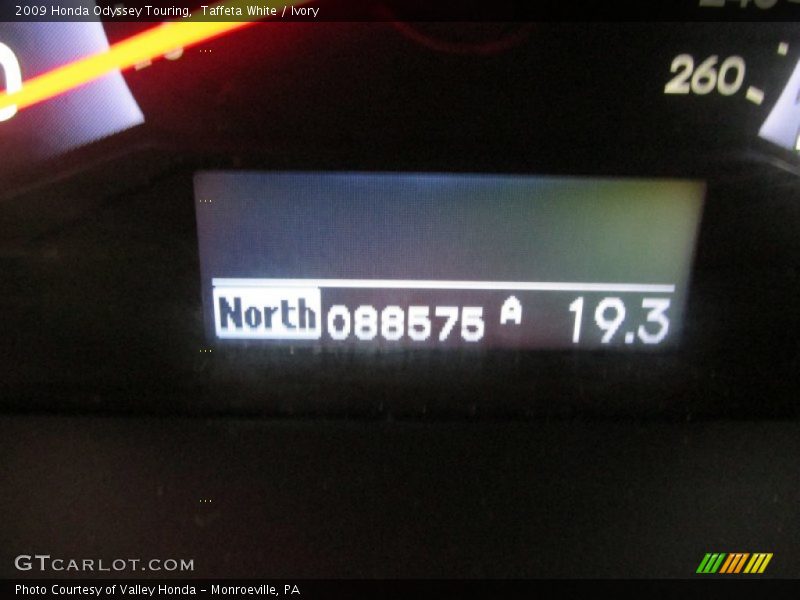 2009 Honda Odyssey Touring, Taffeta White / Ivory
260
North 088575 A 19.3
GTCARLOT.COM
Photo Courtesy of Valley Honda - Monroeville, PA